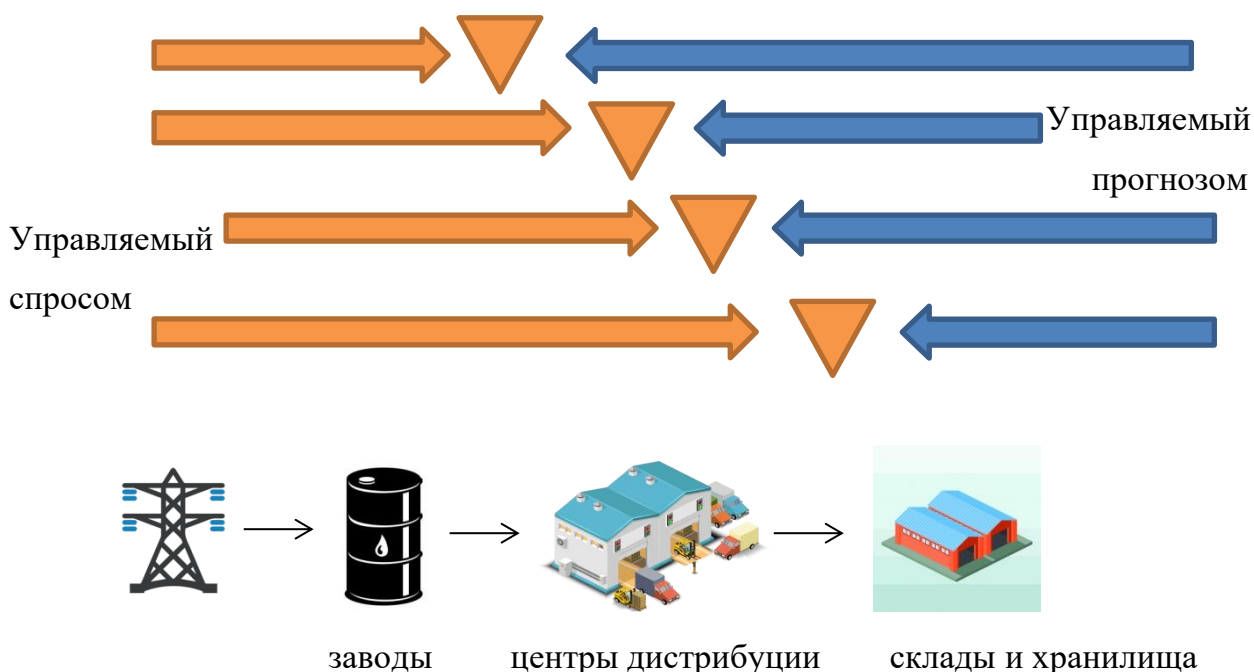 Управляемый
прогнозом
Управляемый
спросом
заводы
центры дистрибуции
склады и хранилища